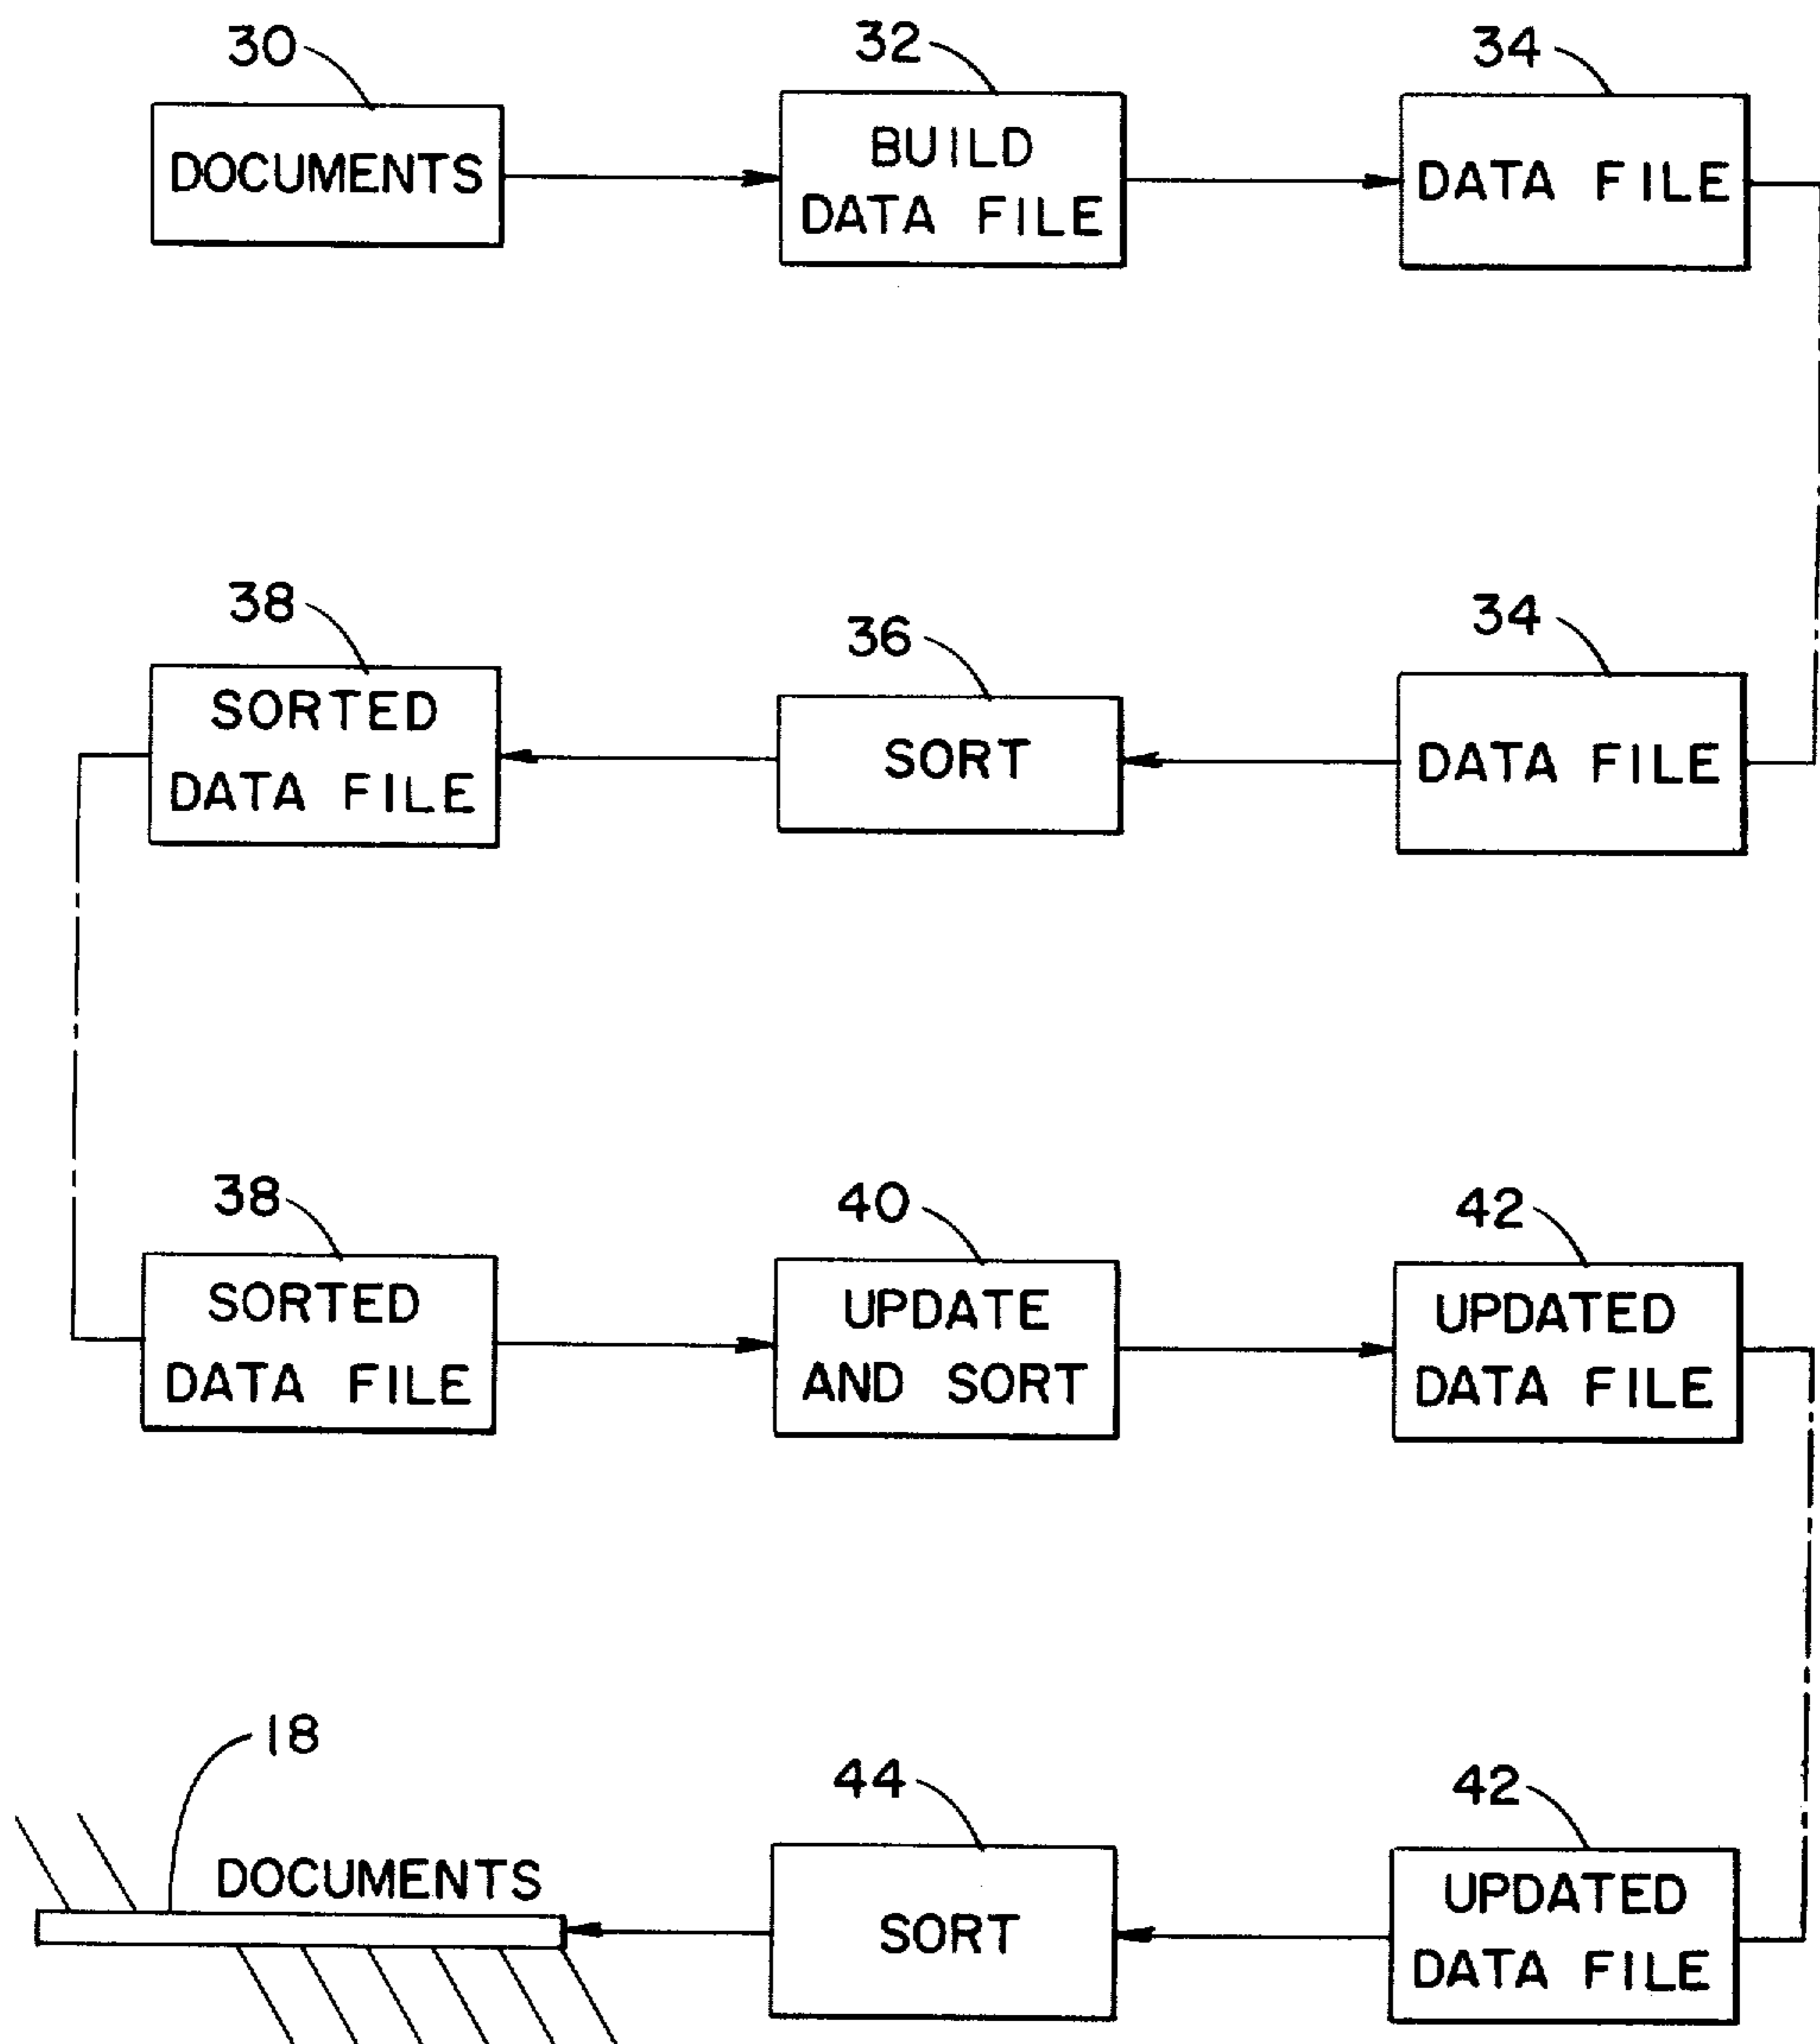 30
32
34
DOCUMENTS
BUILD
DATA FILE
DATA FILE
38
36
34
SORTED
DATA FILE
SORT
DATA FILE
38
40
42
SORTED
DATA FILE
UPDATE
AND SORT
UPDATED
DATA FILE
18
44
42
DOCUMENTS
SORT
UPDATED
DATA FILE